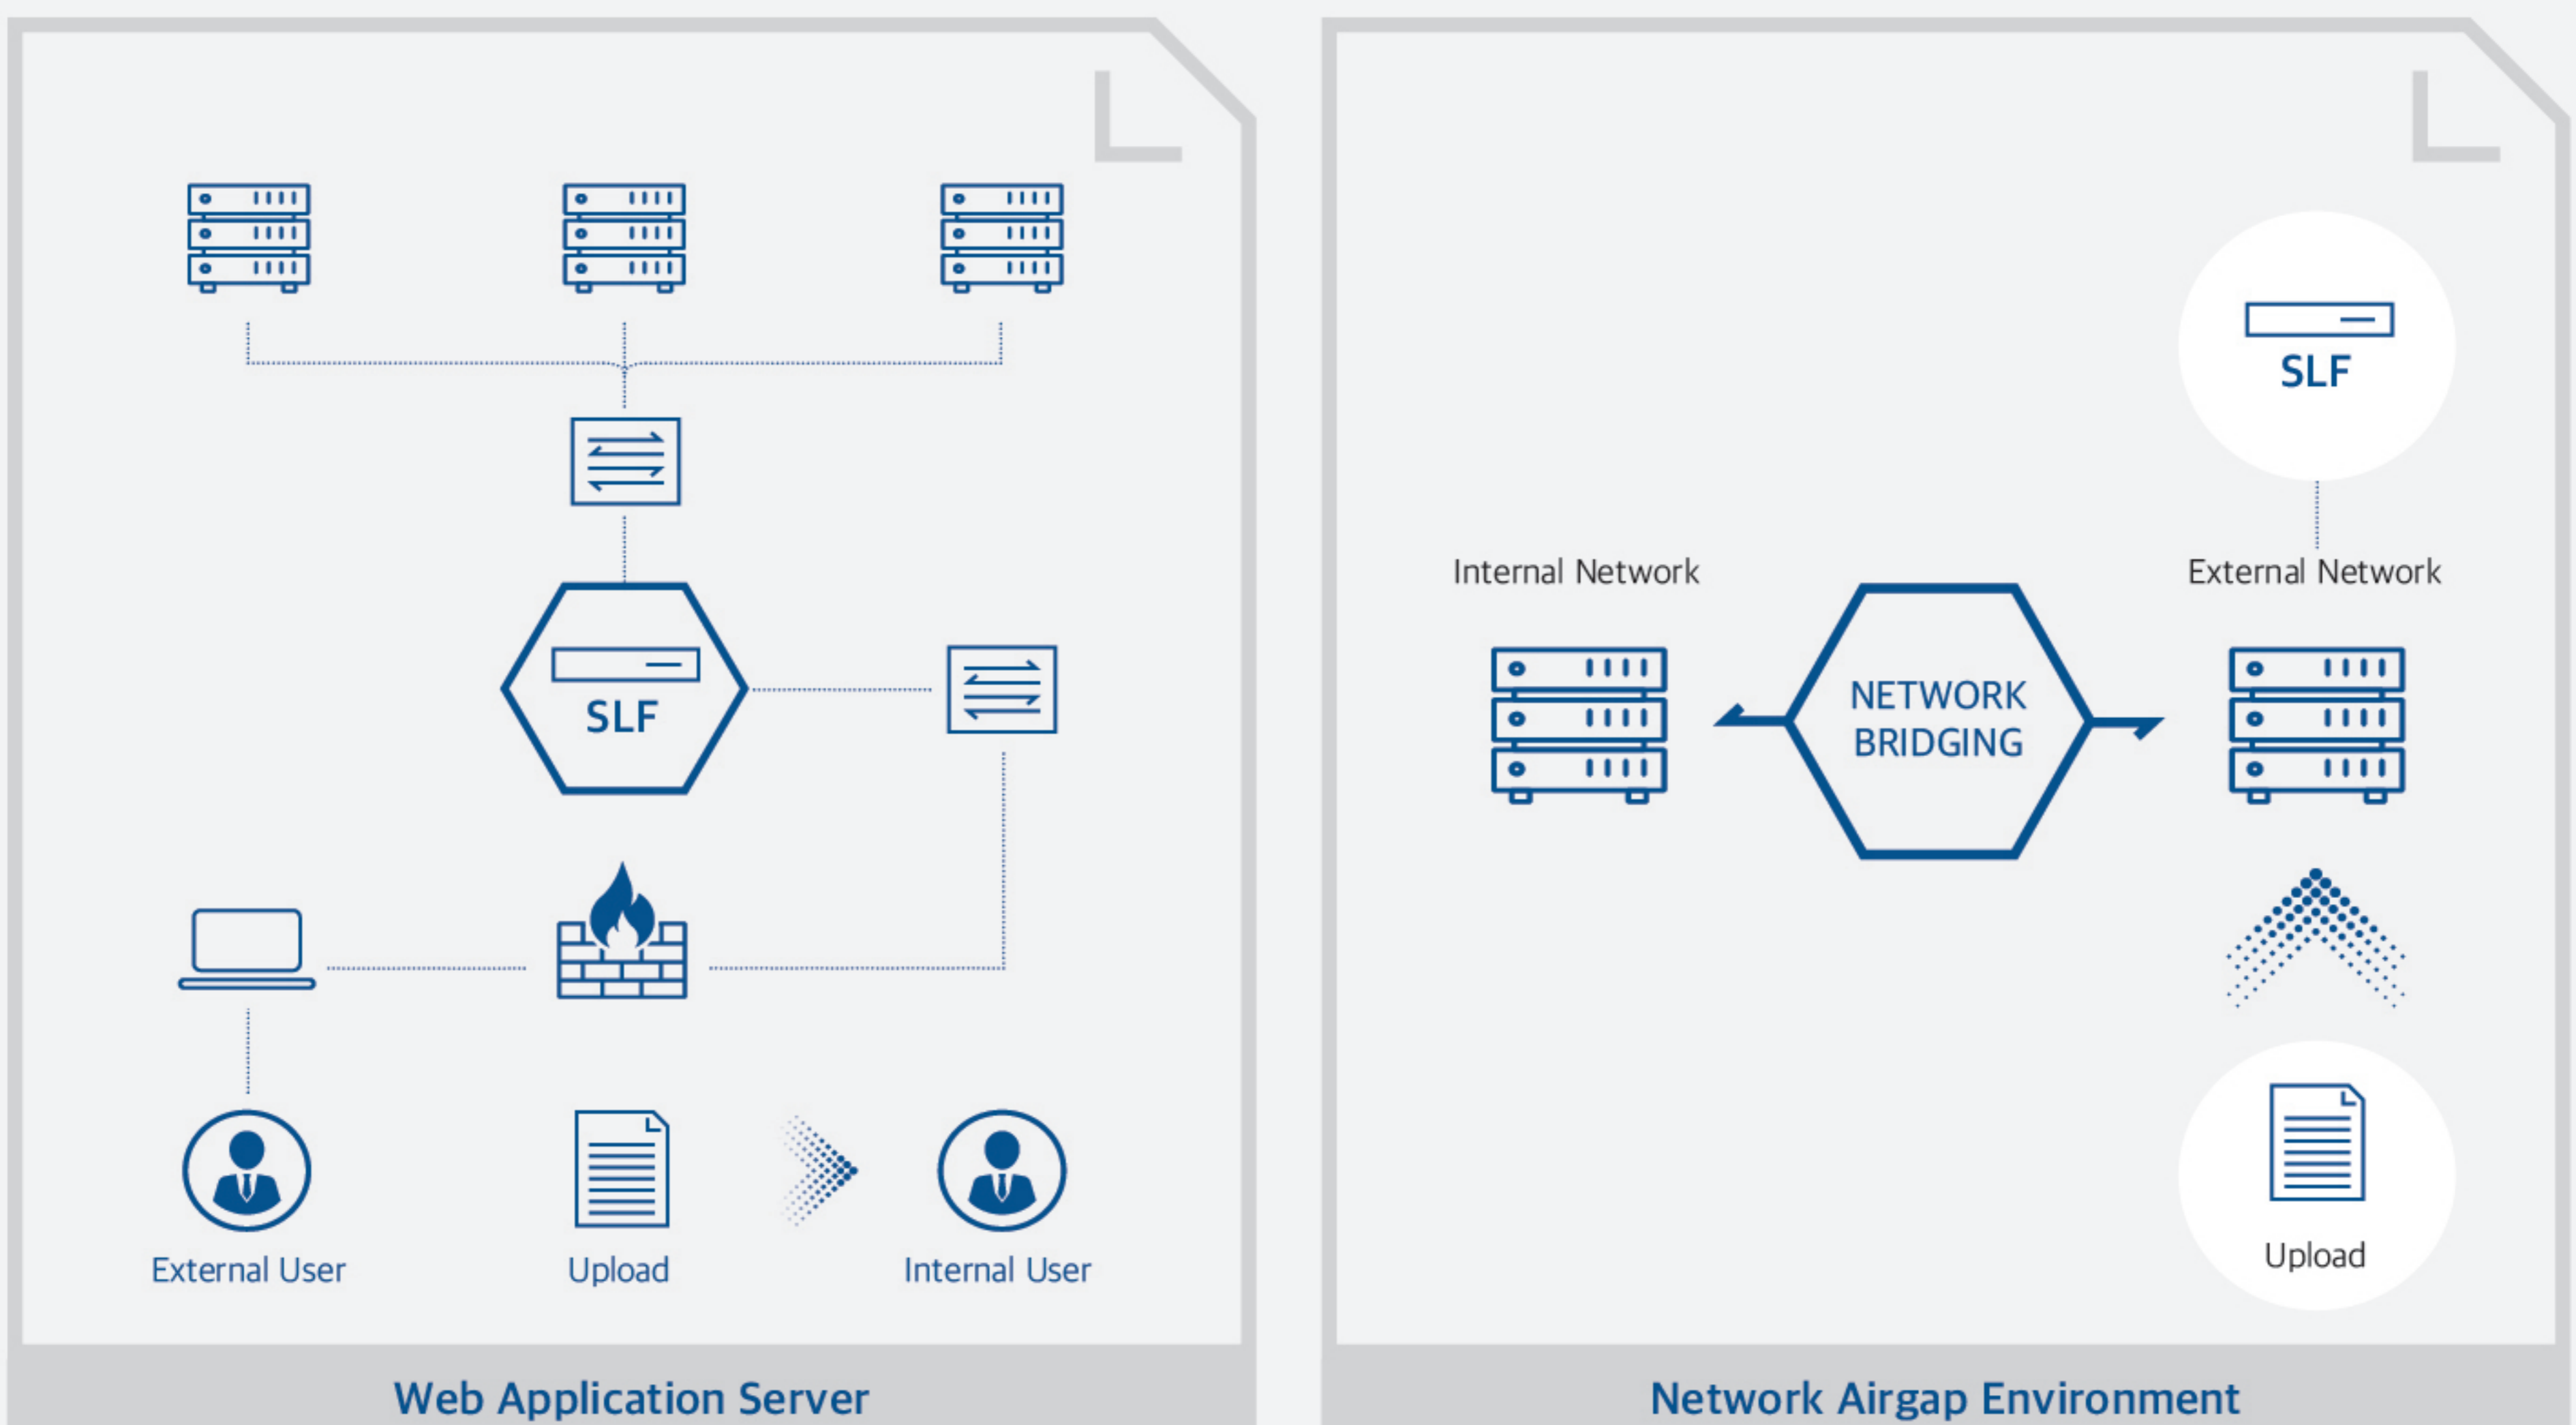 SLF
External User
Upload
Internal User
Web Application Server
SLF
Internal Network
External Network
NETWORK
BRIDGING
Upload
Network Airgap Environment